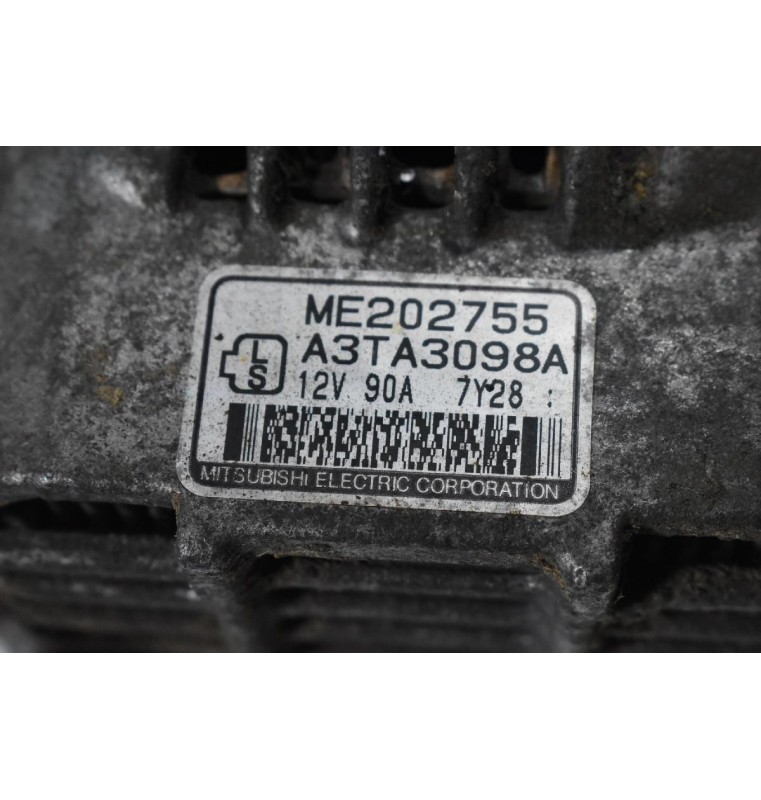 ME202755
A3TA3098A
L
S
12V 90A 7Y28 :
MITSUBISHI ELECTRIC CORPORATION